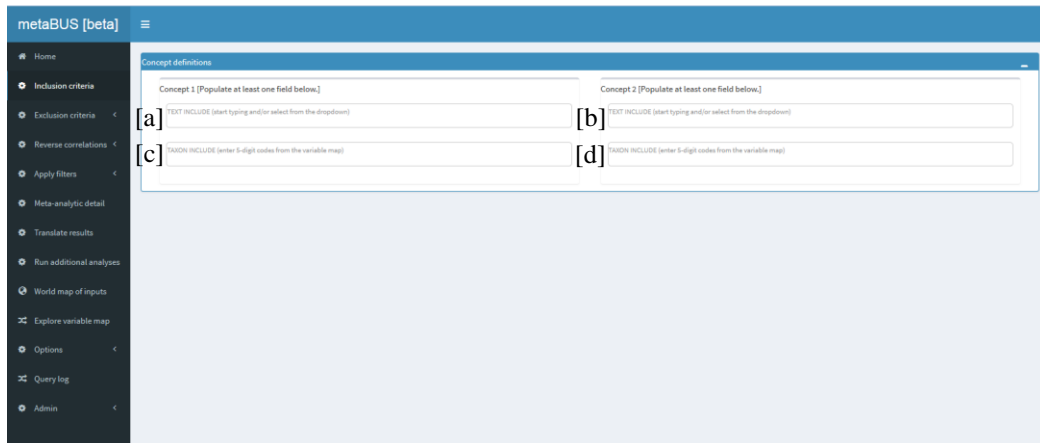 metaBUS [beta]
Home
Inclusion criteria
Exclusion criteria
Reverse correlations
Apply filters
Meta-analytic detail
Translate results
Run additional analyses
World map of inputs
Explore variable map
Options
Query log
Admin
Concept definitions
Concept 1 [Populate at least one field below.]
[a] TEXT INCLUDE (start typing and/or select from the dropdown)
[c] TAXON INCLUDE (enter 5-digit codes from the variable map)
Concept 2 [Populate at least one field below.]
[b] TEXT INCLUDE (start typing and/or select from the dropdown)
[d] TAXON INCLUDE (enter 5-digit codes from the variable map)